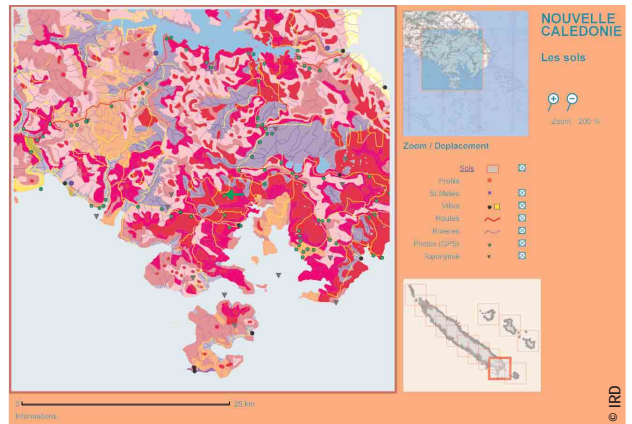 NOUVELLE
CALEDONIE
Les sols
Zoom : 200 %
Zoom / Deplacement
Sols
Profils
St.Meteo
Villes
Routes
Rivieres
Photos (GPS)
Toponymie
0
25 km
Informations:
© IRD